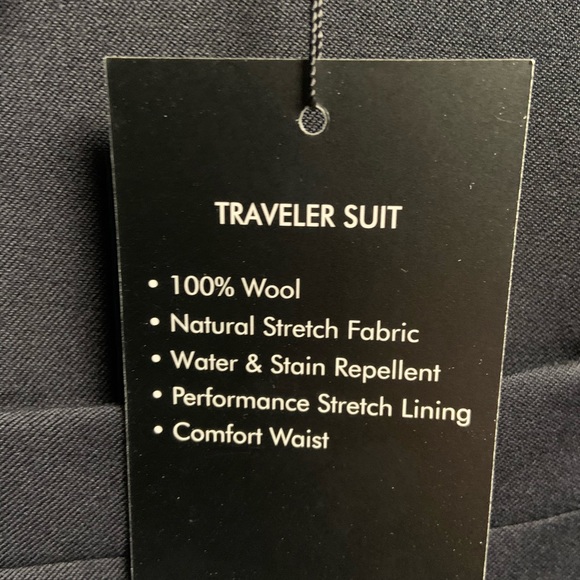 TRAVELER SUIT
• 100% Wool
• Natural Stretch Fabric
• Water & Stain Repellent
• Performance Stretch Lining
• Comfort Waist